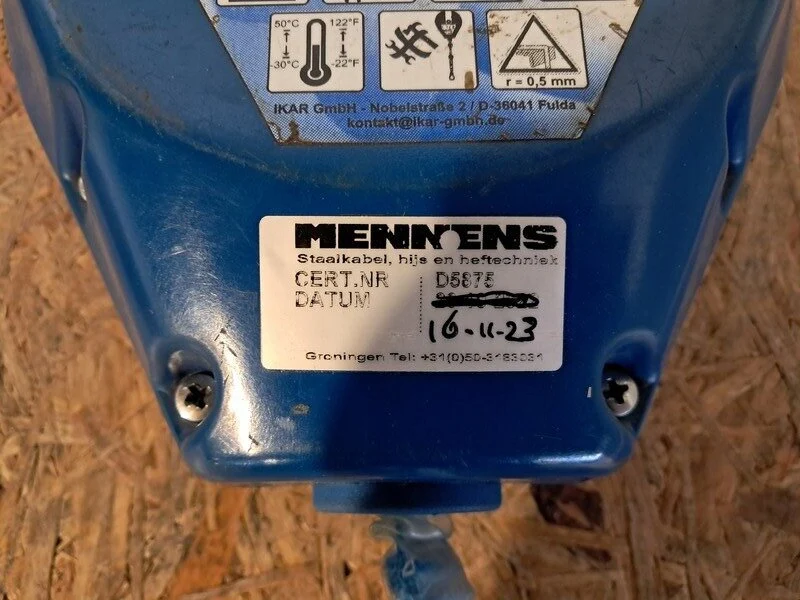 50°C 122°F
-30°C -22°F
r = 0,5 mm
IKAR GmbH - Nobelstraße 2 / D-36041 Fulda
kontakt@ikar-gmbh.de
MENNENS
Staalkabel, hijs en heftechniek
CERT.NR D5875
DATUM
16-11-23
Groningen Tel: +31(0)50-3183031